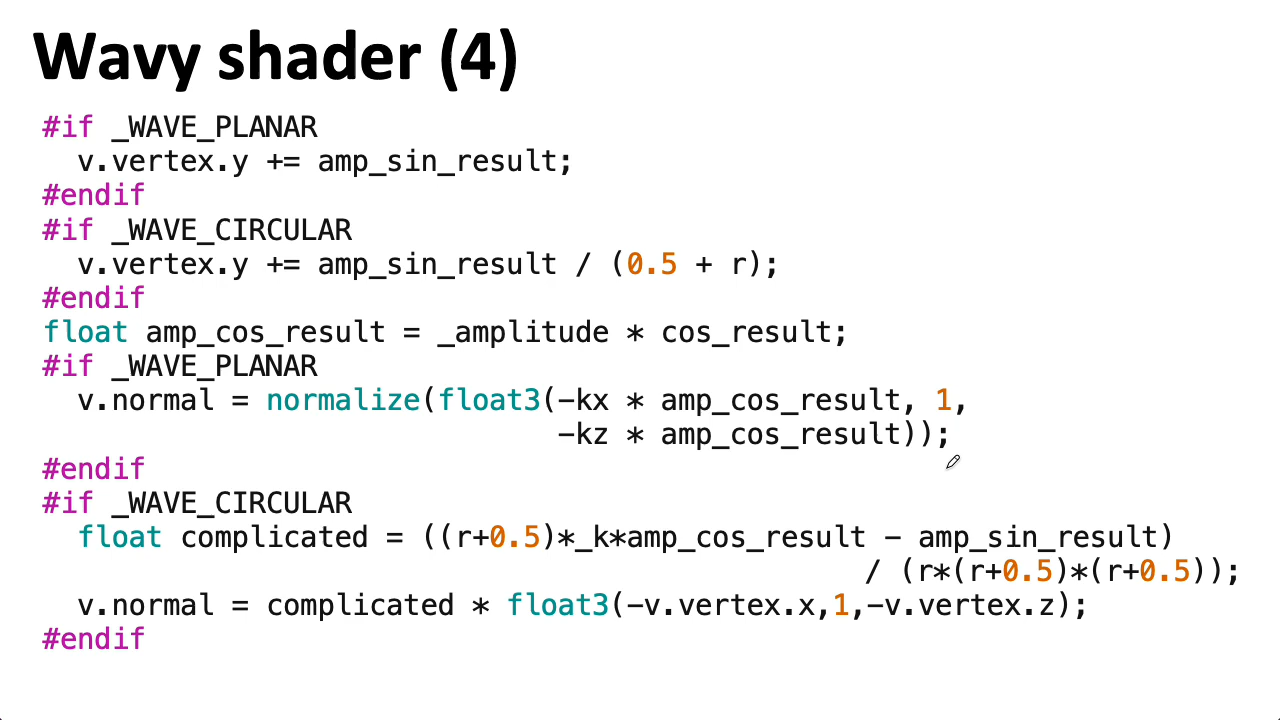 Wavy shader (4)
#if _WAVE_PLANAR
  v.vertex.y += amp_sin_result;
#endif
#if _WAVE_CIRCULAR
  v.vertex.y += amp_sin_result / (0.5 + r);
#endif
float amp_cos_result = _amplitude * cos_result;
#if _WAVE_PLANAR
  v.normal = normalize(float3(-kx * amp_cos_result, 1,
                              -kz * amp_cos_result));
#endif
#if _WAVE_CIRCULAR
  float complicated = ((r+0.5)*_k*amp_cos_result - amp_sin_result)
                                                / (r*(r+0.5)*(r+0.5));
  v.normal = complicated * float3(-v.vertex.x,1,-v.vertex.z);
#endif